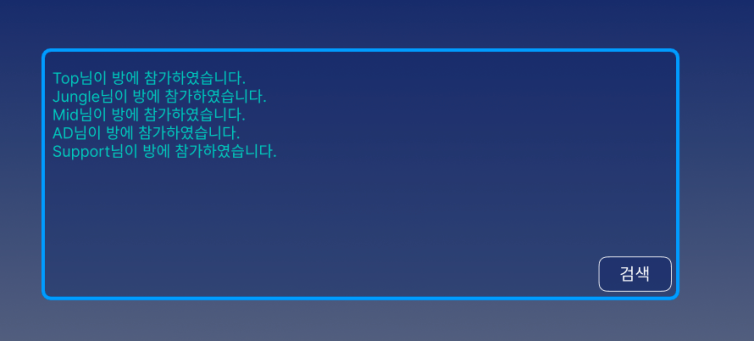 Top님이 방에 참가하였습니다.
Jungle님이 방에 참가하였습니다.
Mid님이 방에 참가하였습니다.
AD님이 방에 참가하였습니다.
Support님이 방에 참가하였습니다.
검색